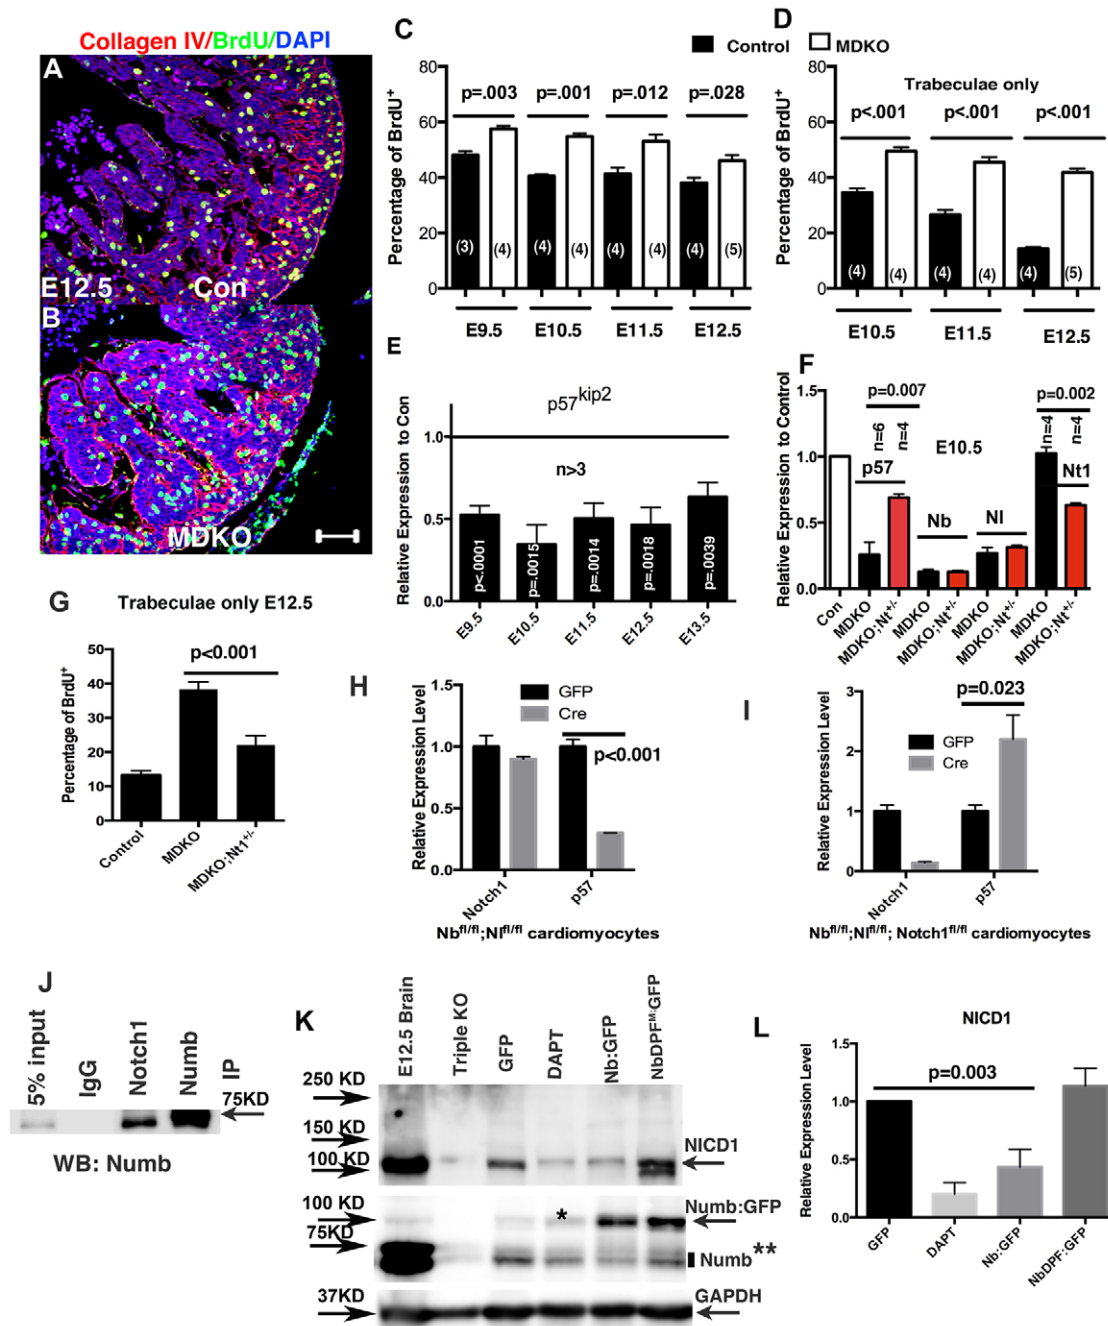 Collagen IV/BrdU/DAPI
A
E12.5
Con
B
MDKO
C
Control
MDKO
Percentage of BrdU+
80
60
40
20
0
p=.003
p=.001
p=.012
p=.028
(3)
(4)
(4)
(4)
(4)
(4)
(4)
(5)
E9.5
E10.5
E11.5
E12.5
D
Percentage of BrdU+
80
60
40
20
0
Trabeculae only
p<.001
p<.001
p<.001
(4)
(4)
(4)
(4)
(4)
(5)
E10.5
E11.5
E12.5
E
Relative Expression to Con
p57kip2
1.0
0.5
0.0
n>3
p<.0001
p=.0015
p=.0014
p=.0018
p=.0039
E9.5
E10.5
E11.5
E12.5
E13.5
F
Relative Expression to Control
1.5
1.0
0.5
0.0
p=0.007
n=6
n=4
p57
E10.5
Nb
Nl
p=0.002
n=4
n=4
Nt1
Con
MDKO
MDKO;Nt+/-
MDKO
MDKO;Nt+/-
MDKO
MDKO;Nt+/-
MDKO
MDKO;Nt+/-
G
Trabeculae only E12.5
Percentage of BrdU+
50
40
30
20
10
0
p<0.001
Control
MDKO
MDKO;Nt1+/-
H
Relative Expression Level
1.5
1.0
0.5
0.0
GFP
Cre
p<0.001
Notch1
p57
Nbfl/fl;Nlfl/fl cardiomyocytes
I
Relative Expression Level
3
2
1
0
p=0.023
GFP
Cre
Notch1
p57
Nbfl/fl;Nlfl/fl; Notch1fl/fl cardiomyocytes
J
5% input
IgG
Notch1
Numb
IP
75KD
WB: Numb
K
E12.5 Brain
Triple KO
GFP
DAPT
Nb:GFP
NbDPFM:GFP
250 KD
150 KD
100 KD
NICD1
100 KD
75KD
*
Numb:GFP
Numb**
37KD
GAPDH
L
NICD1
Relative Expression Level
1.5
1.0
0.5
0.0
p=0.003
GFP
DAPT
Nb:GFP
NbDPF:GFP